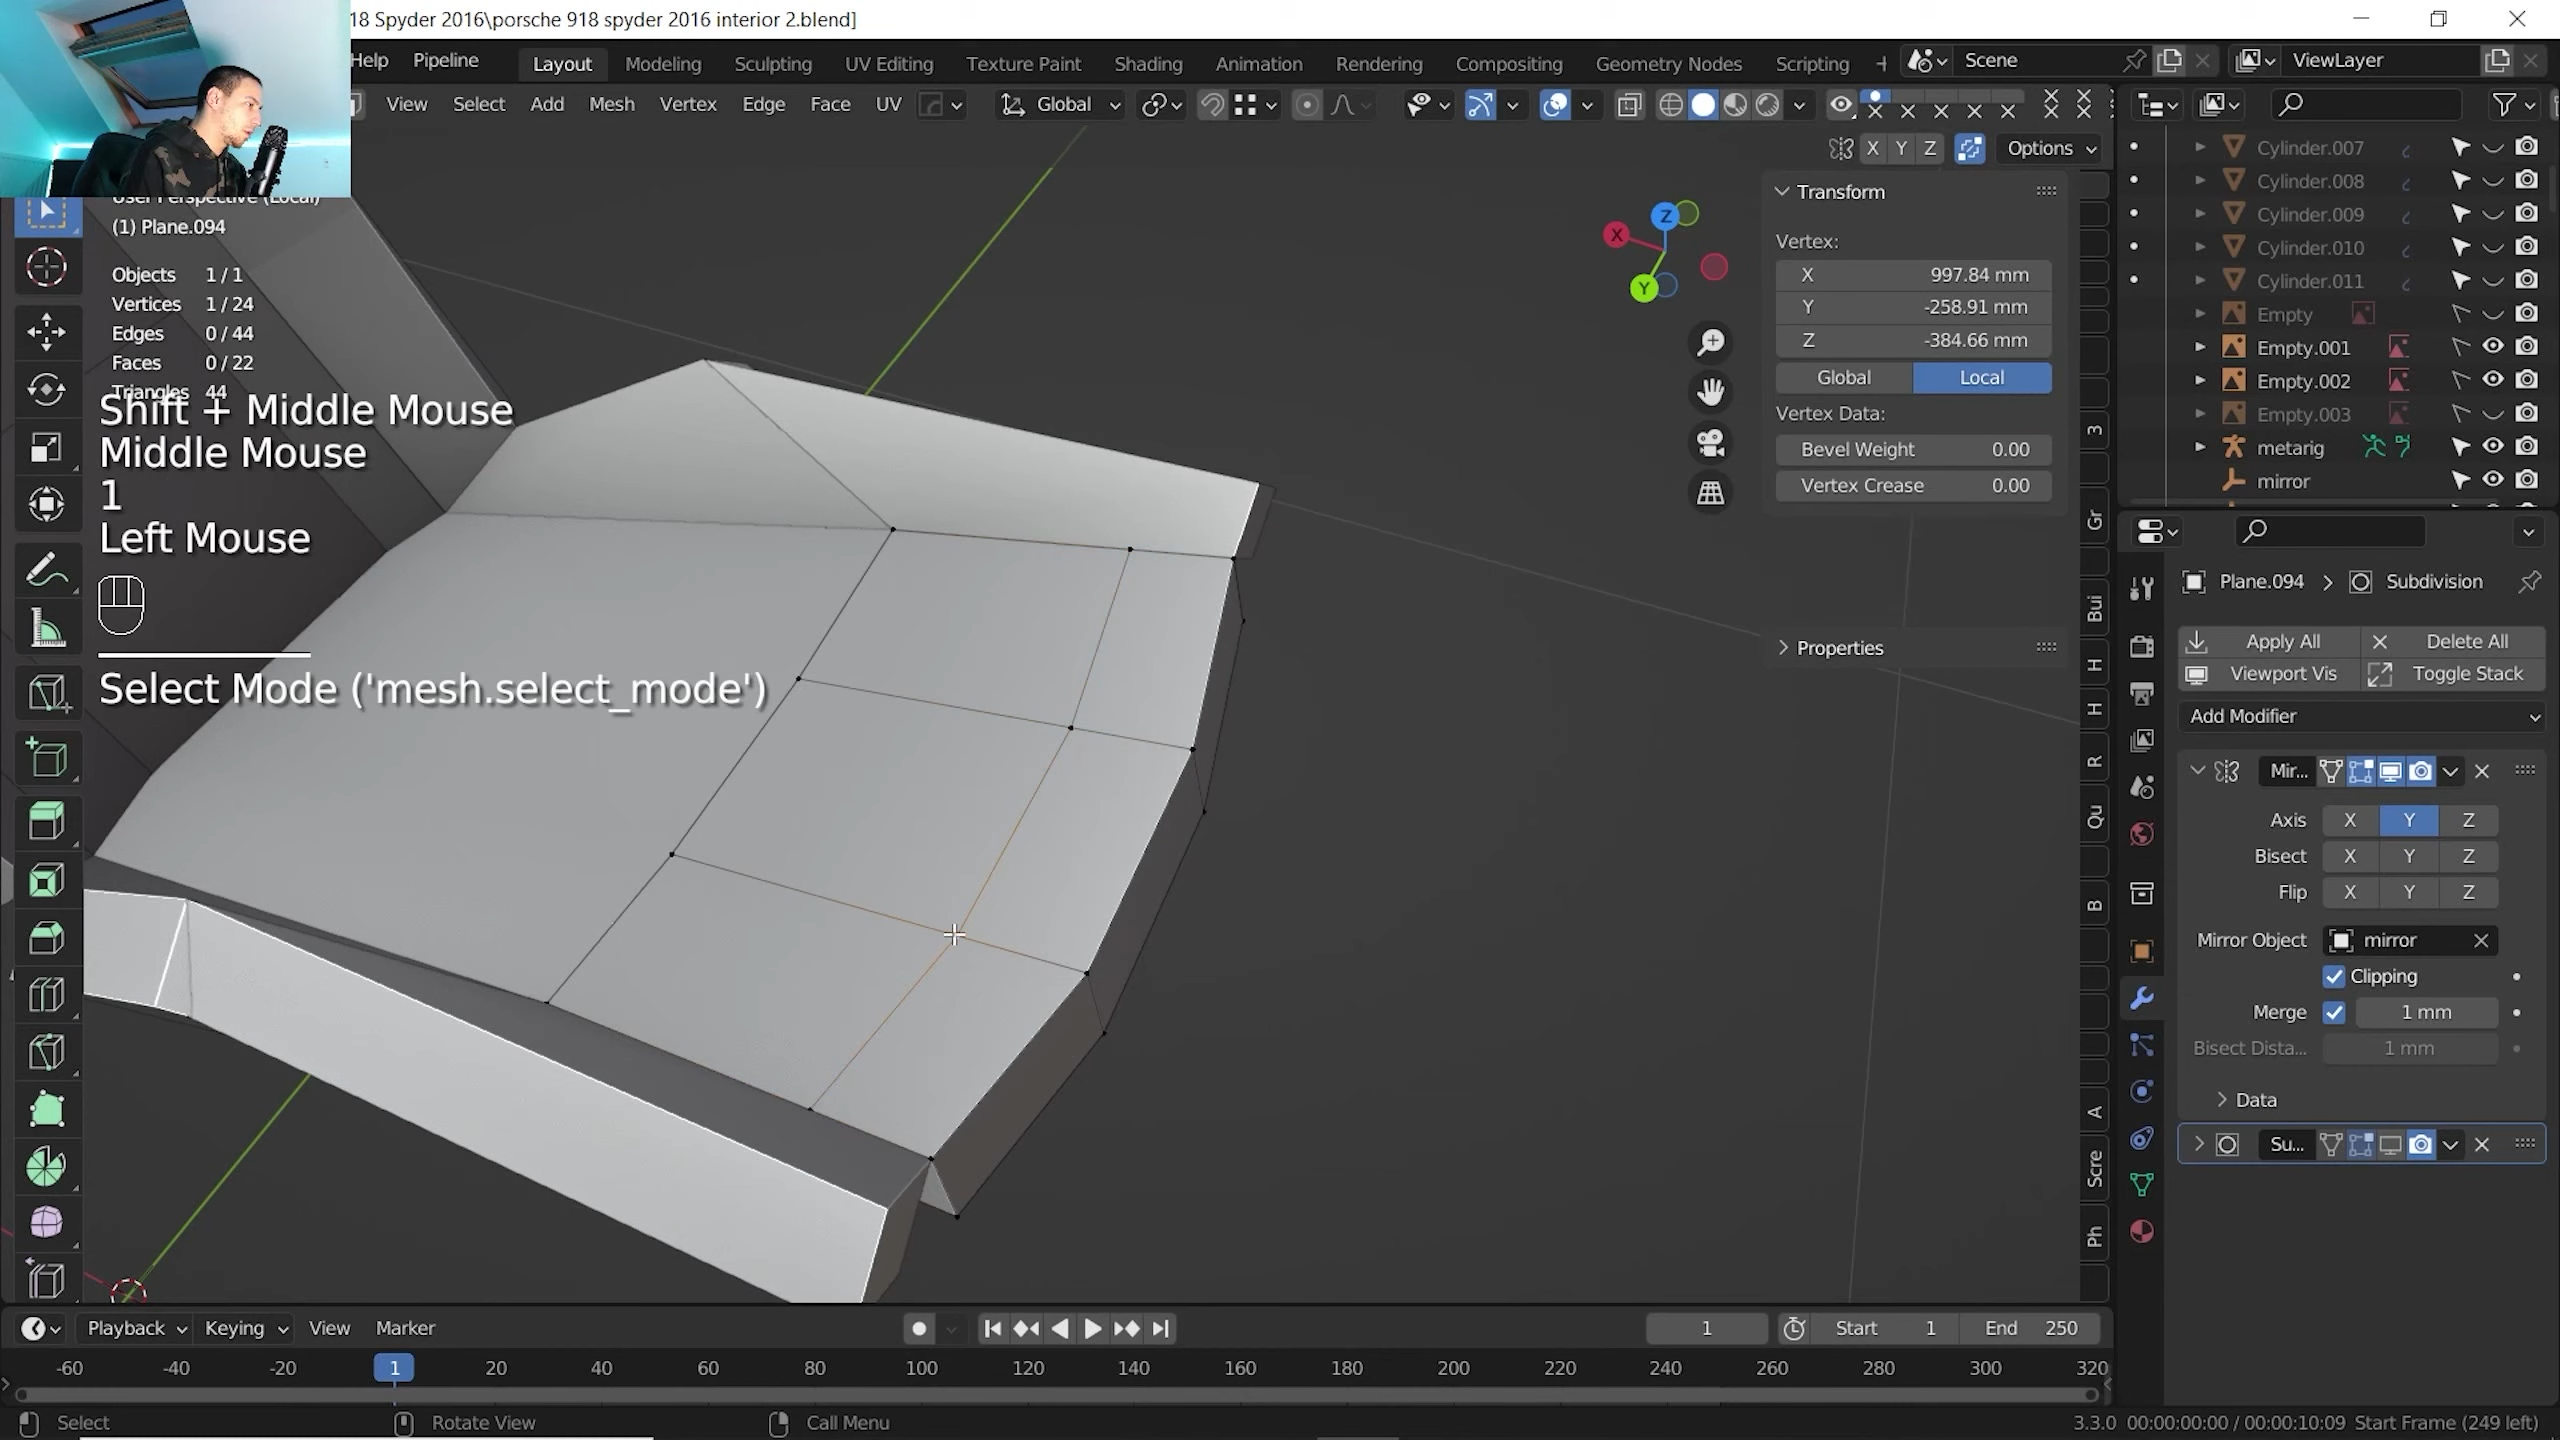 18 Spyder 2016\porsche 918 spyder 2016 interior 2.blend]
Help Pipeline Layout Modeling Sculpting UV Editing Texture Paint Shading Animation Rendering Compositing Geometry Nodes Scripting + Scene ViewLayer
View Select Add Mesh Vertex Edge Face UV Global
X Y Z Options
(1) Plane.094
Objects 1 / 1
Vertices 1 / 24
Edges 0 / 44
Faces 0 / 22
Triangles 44
Shift + Middle Mouse
Middle Mouse
1
Left Mouse
Select Mode ('mesh.select_mode')
Z
X
Y
Transform
Vertex:
X 997.84 mm
Y -258.91 mm
Z -384.66 mm
Global Local
Vertex Data:
Bevel Weight 0.00
Vertex Crease 0.00
Properties
3
Gr
Bui
H
H
R
Qu
B
A
Scre
Ph
Cylinder.007
Cylinder.008
Cylinder.009
Cylinder.010
Cylinder.011
Empty
Empty.001
Empty.002
Empty.003
metarig
mirror
Plane.094 > Subdivision
Apply All Delete All
Viewport Vis Toggle Stack
Add Modifier
Mir...
Axis X Y Z
Bisect X Y Z
Flip X Y Z
Mirror Object mirror
Clipping
Merge 1 mm
Bisect Dista... 1 mm
Data
Su...
Playback Keying View Marker 1 Start 1 End 250
-60 -40 -20 1 20 40 60 80 100 120 140 160 180 200 220 240 260 280 300 320
Select Rotate View Call Menu 3.3.0 00:00:00:00 / 00:00:10:09 Start Frame (249 left)